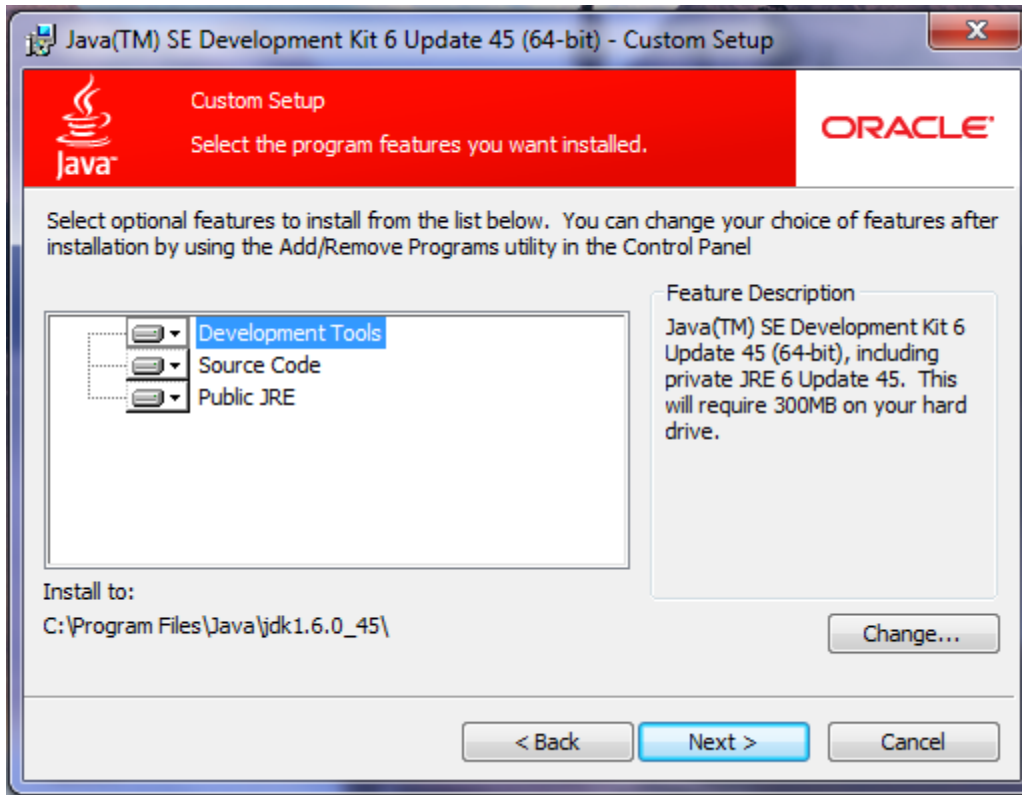 Java(TM) SE Development Kit 6 Update 45 (64-bit) - Custom Setup
Java™
Custom Setup
Select the program features you want installed.
ORACLE®
Select optional features to install from the list below.  You can change your choice of features after
installation by using the Add/Remove Programs utility in the Control Panel
Development Tools
Source Code
Public JRE
Feature Description
Java(TM) SE Development Kit 6
Update 45 (64-bit), including
private JRE 6 Update 45.  This
will require 300MB on your hard
drive.
Install to:
C:\Program Files\Java\jdk1.6.0_45\
Change...
< Back
Next >
Cancel